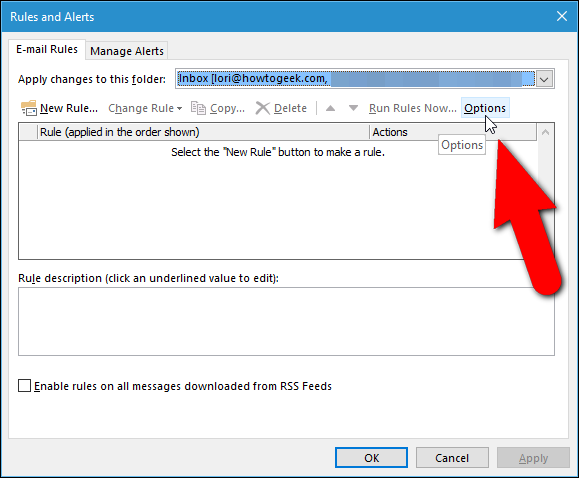 Rules and Alerts
E-mail Rules Manage Alerts
Apply changes to this folder: Inbox [lori@howtogeek.com,
New Rule... Change Rule Copy... Delete Run Rules Now... Options
Rule (applied in the order shown) Actions
Options
Select the "New Rule" button to make a rule.
Rule description (click an underlined value to edit):
Enable rules on all messages downloaded from RSS Feeds
OK Cancel Apply